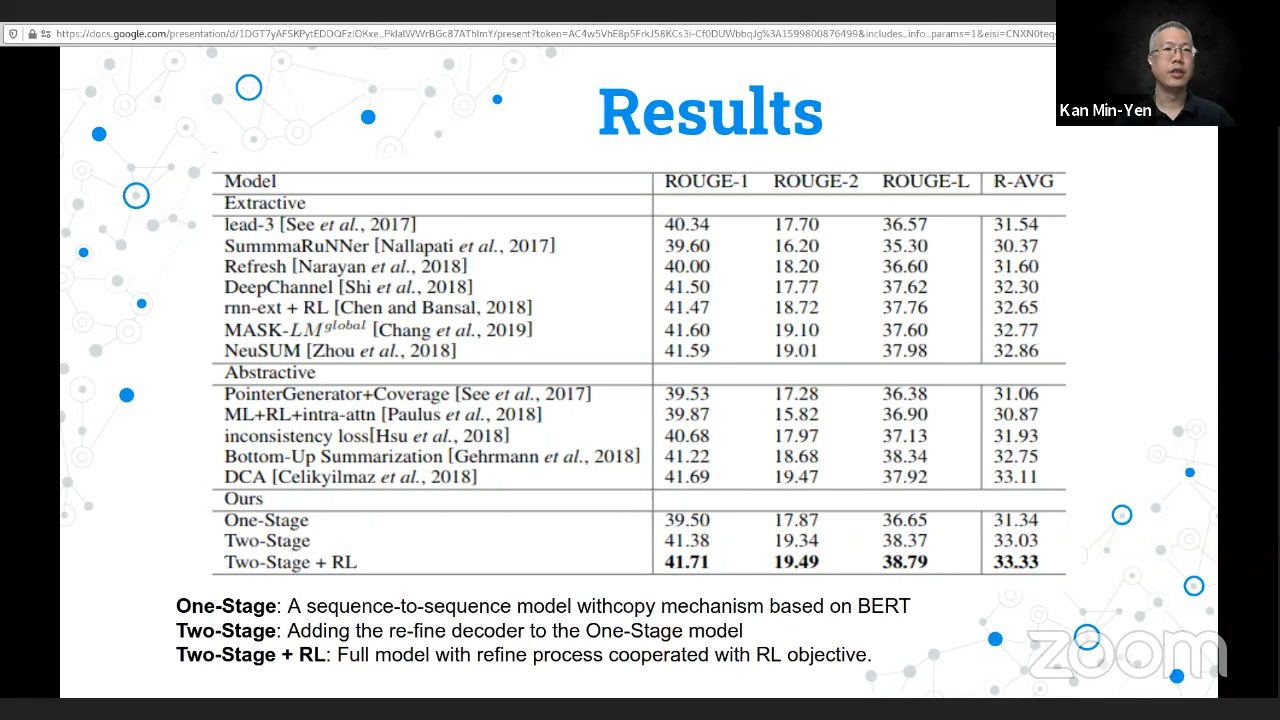 https://docs.google.com/presentation/d/1DGT7yAFSKPytEDDQFziOKxe_PkIalWWrBGc87AThImY/present?token=AC4w5VhE8p5FrkJ58KCs3i-Cf0DUWbbqJg%3A1599800876499&includes_info_params=1&eisi=CNXN0teq
Kan Min-Yen
Results
Model ROUGE-1 ROUGE-2 ROUGE-L R-AVG
Extractive
lead-3 [See et al., 2017] 40.34 17.70 36.57 31.54
SummmaRuNNer [Nallapati et al., 2017] 39.60 16.20 35.30 30.37
Refresh [Narayan et al., 2018] 40.00 18.20 36.60 31.60
DeepChannel [Shi et al., 2018] 41.50 17.77 37.62 32.30
rnn-ext + RL [Chen and Bansal, 2018] 41.47 18.72 37.76 32.65
MASK-LM^global [Chang et al., 2019] 41.60 19.10 37.60 32.77
NeuSUM [Zhou et al., 2018] 41.59 19.01 37.98 32.86
Abstractive
PointerGenerator+Coverage [See et al., 2017] 39.53 17.28 36.38 31.06
ML+RL+intra-attn [Paulus et al., 2018] 39.87 15.82 36.90 30.87
inconsistency loss[Hsu et al., 2018] 40.68 17.97 37.13 31.93
Bottom-Up Summarization [Gehrmann et al., 2018] 41.22 18.68 38.34 32.75
DCA [Celikyilmaz et al., 2018] 41.69 19.47 37.92 33.11
Ours
One-Stage 39.50 17.87 36.65 31.34
Two-Stage 41.38 19.34 38.37 33.03
Two-Stage + RL 41.71 19.49 38.79 33.33
One-Stage: A sequence-to-sequence model withcopy mechanism based on BERT
Two-Stage: Adding the re-fine decoder to the One-Stage model
Two-Stage + RL: Full model with refine process cooperated with RL objective.
zoom